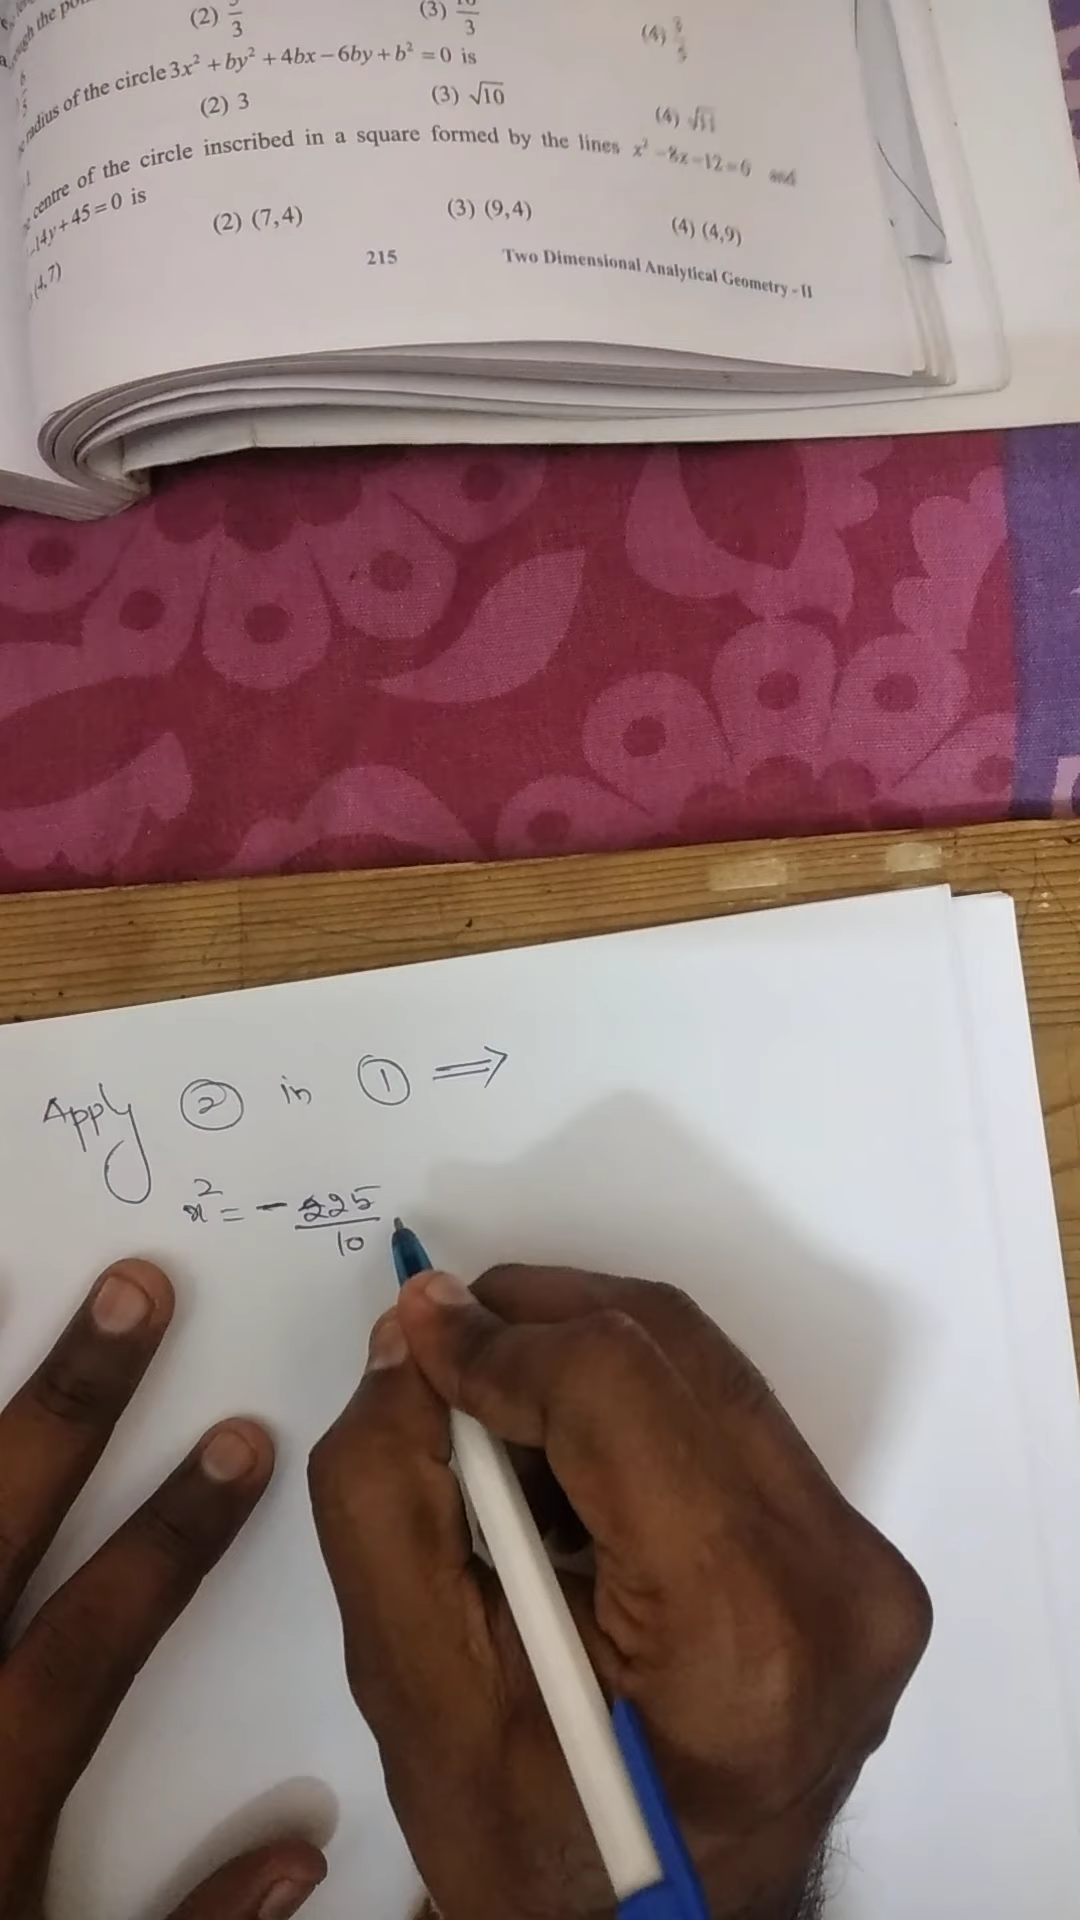 (2) 3
(3) 3
(4)
radius of the circle 3x² + by² + 4bx − 6by + b² = 0 is
(2) 3
(3) √10
(4) √11
centre of the circle inscribed in a square formed by the lines x² − 8x − 12 = 0 and
−14y + 45 = 0 is
(4,7)
(2) (7,4)
(3) (9,4)
(4) (4,9)
215
Two Dimensional Analytical Geometry - II
Apply ② in ① ⟹
x² = − 225/10